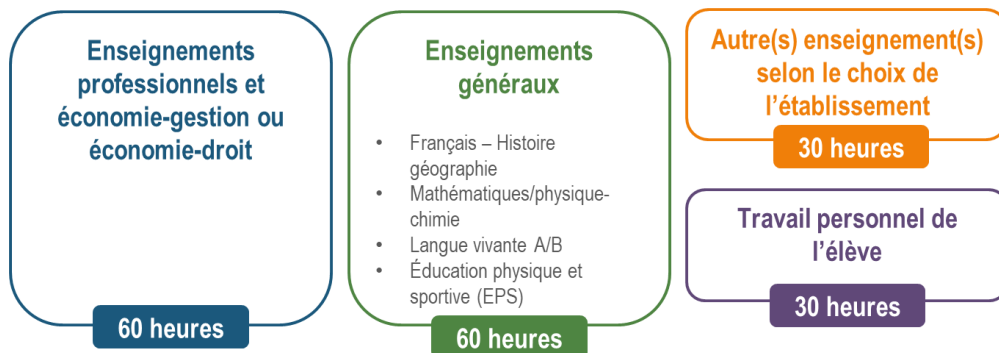 Enseignements
professionnels et
économie-gestion ou
économie-droit
60 heures
Enseignements
généraux
• Français – Histoire
géographie
• Mathématiques/physique-
chimie
• Langue vivante A/B
• Éducation physique et
sportive (EPS)
60 heures
Autre(s) enseignement(s)
selon le choix de
l'établissement
30 heures
Travail personnel de
l'élève
30 heures